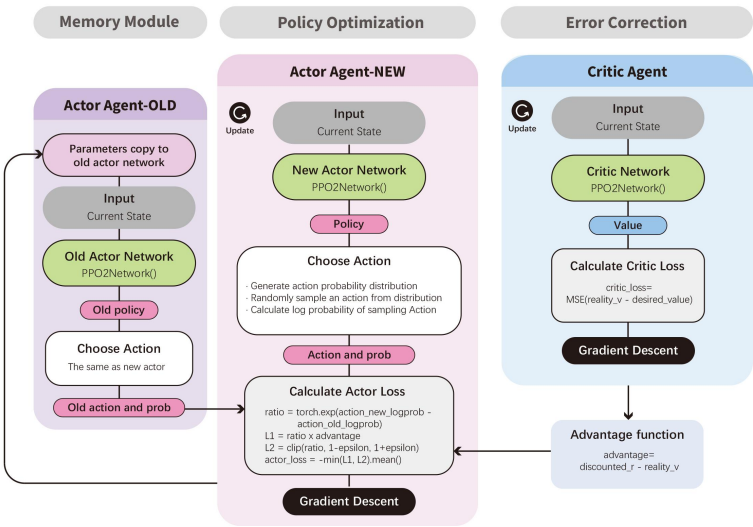 Memory Module
Policy Optimization
Error Correction
Actor Agent-OLD
Parameters copy to
old actor network
Input
Current State
Old Actor Network
PPO2Network()
Old policy
Choose Action
The same as new actor
Old action and prob
Actor Agent-NEW
Update
Input
Current State
New Actor Network
PPO2Network()
Policy
Choose Action
· Generate action probability distribution
· Randomly sample an action from distribution
· Calculate log probability of sampling Action
Action and prob
Calculate Actor Loss
ratio = torch.exp(action_new_logprob -
action_old_logprob)
L1 = ratio x advantage
L2 = clip(ratio, 1-epsilon, 1+epsilon)
actor_loss = -min(L1, L2).mean()
Gradient Descent
Critic Agent
Update
Input
Current State
Critic Network
PPO2Network()
Value
Calculate Critic Loss
critic_loss=
MSE(reality_v - desired_value)
Gradient Descent
Advantage function
advantage=
discounted_r - reality_v